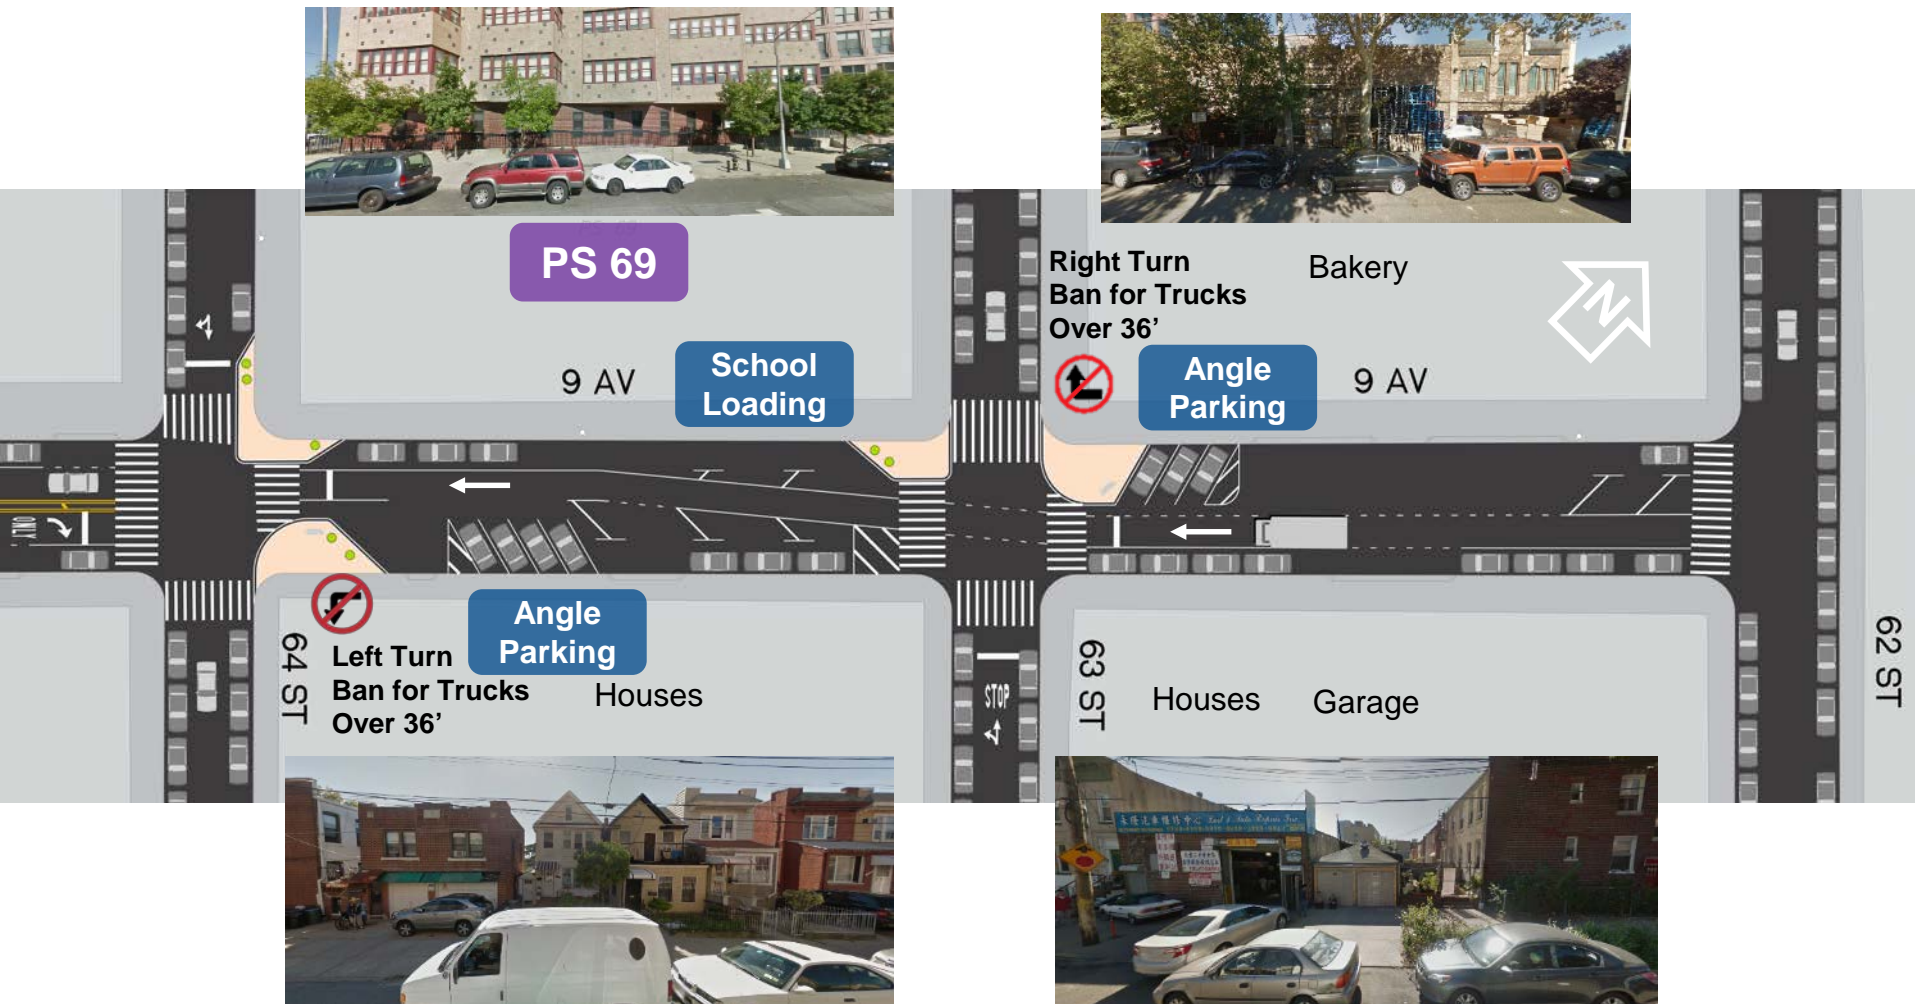 PS 69
Right Turn
Ban for Trucks
Over 36’
Bakery
N
9 AV
School
Loading
Angle
Parking
9 AV
ONLY
64 ST
Left Turn
Ban for Trucks
Over 36’
Angle
Parking
Houses
STOP
63 ST
Houses
Garage
62 ST